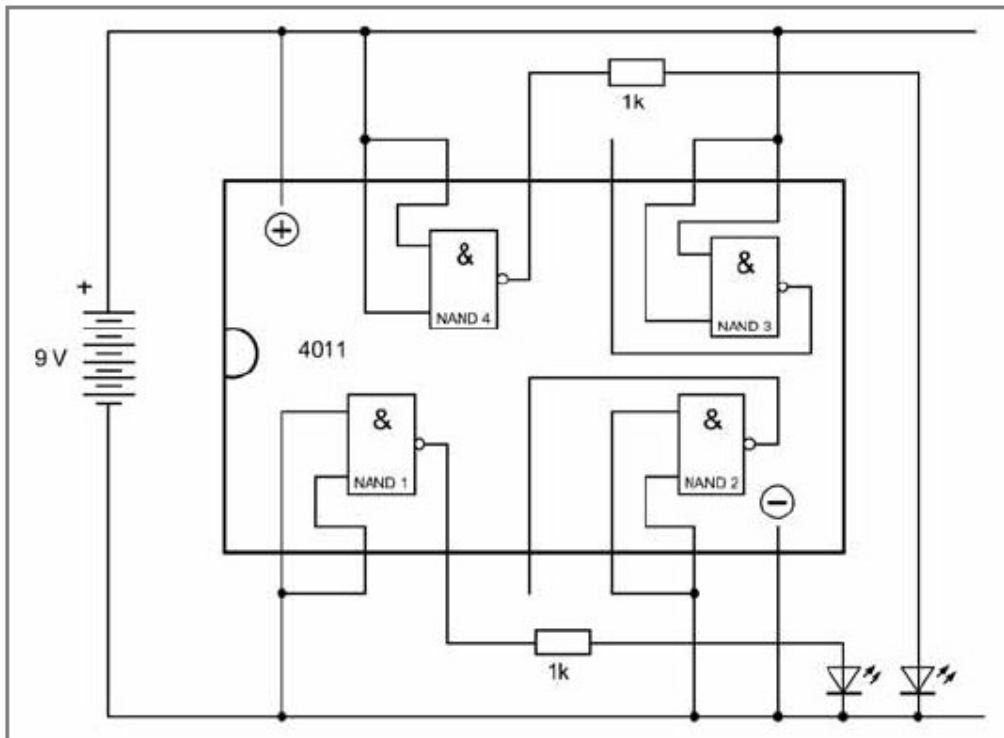 1k
+
+
&
NAND 4
&
NAND 3
9 V
4011
&
NAND 1
&
NAND 2
−
1k